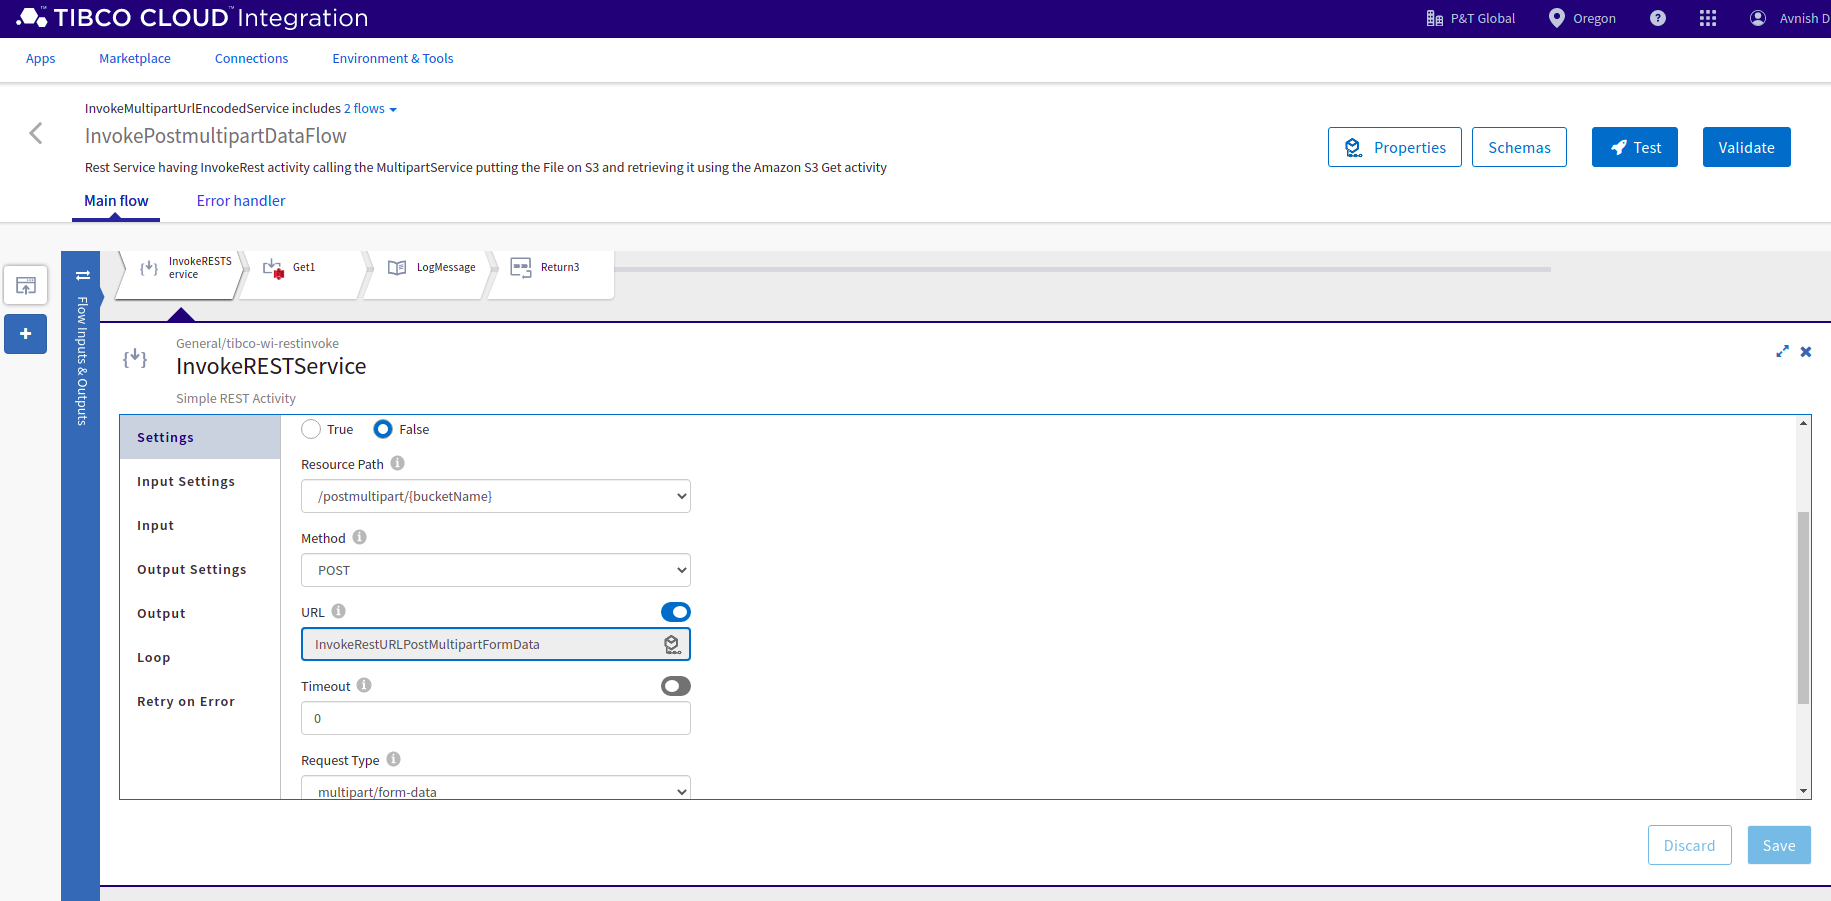 TIBCO CLOUD™ Integration
P&T Global
Oregon
?
Avnish D
Apps
Marketplace
Connections
Environment & Tools
InvokeMultipartUrlEncodedService includes 2 flows
InvokePostmultipartDataFlow
Rest Service having InvokeRest activity calling the MultipartService putting the File on S3 and retrieving it using the Amazon S3 Get activity
Properties
Schemas
Test
Validate
Main flow
Error handler
Flow Inputs & Outputs
InvokeRESTS
ervice
Get1
LogMessage
Return3
General/tibco-wi-restinvoke
InvokeRESTService
Simple REST Activity
Settings
Input Settings
Input
Output Settings
Output
Loop
Retry on Error
True
False
Resource Path
/postmultipart/{bucketName}
Method
POST
URL
InvokeRestURLPostMultipartFormData
Timeout
0
Request Type
multipart/form-data
Discard
Save